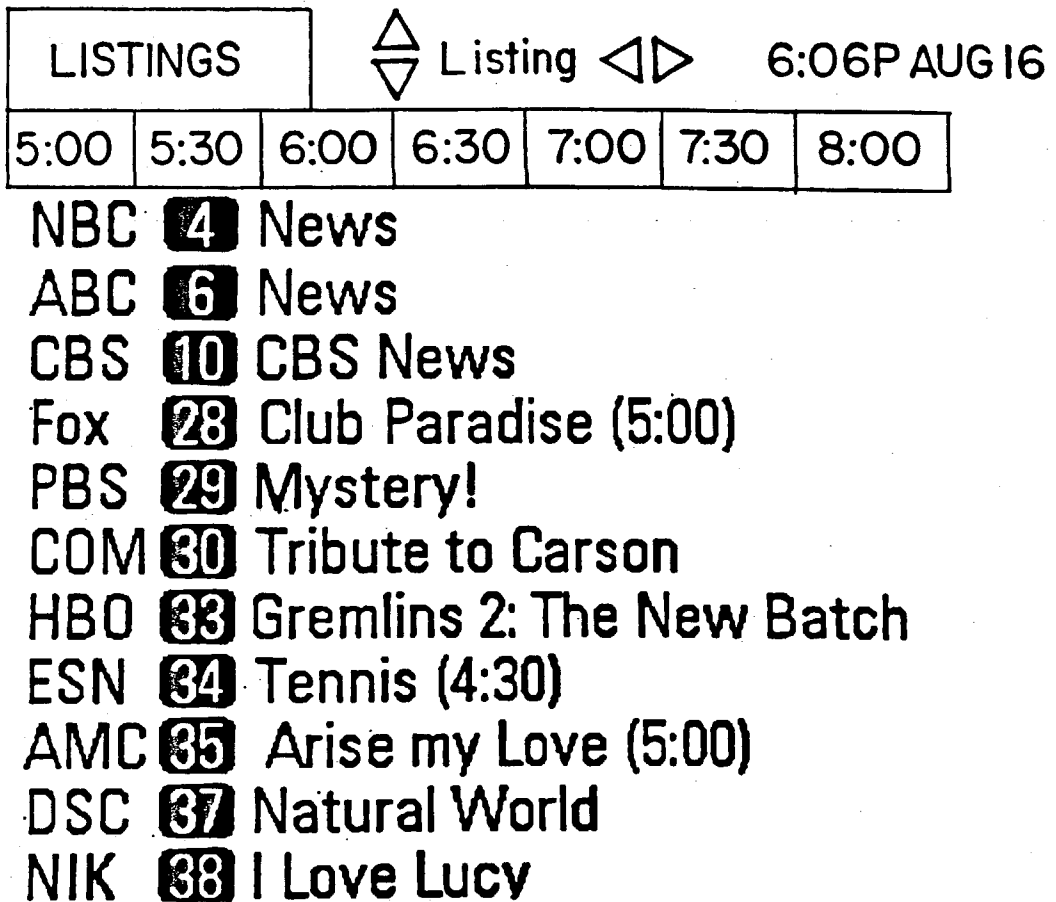 LISTINGS Listing 6:06P AUG 16
5:00 5:30 6:00 6:30 7:00 7:30 8:00
NBC 4 News
ABC 6 News
CBS 10 CBS News
Fox 28 Club Paradise (5:00)
PBS 29 Mystery!
COM 30 Tribute to Carson
HBO 33 Gremlins 2: The New Batch
ESN 34 Tennis (4:30)
AMC 35 Arise my Love (5:00)
DSC 37 Natural World
NIK 38 I Love Lucy